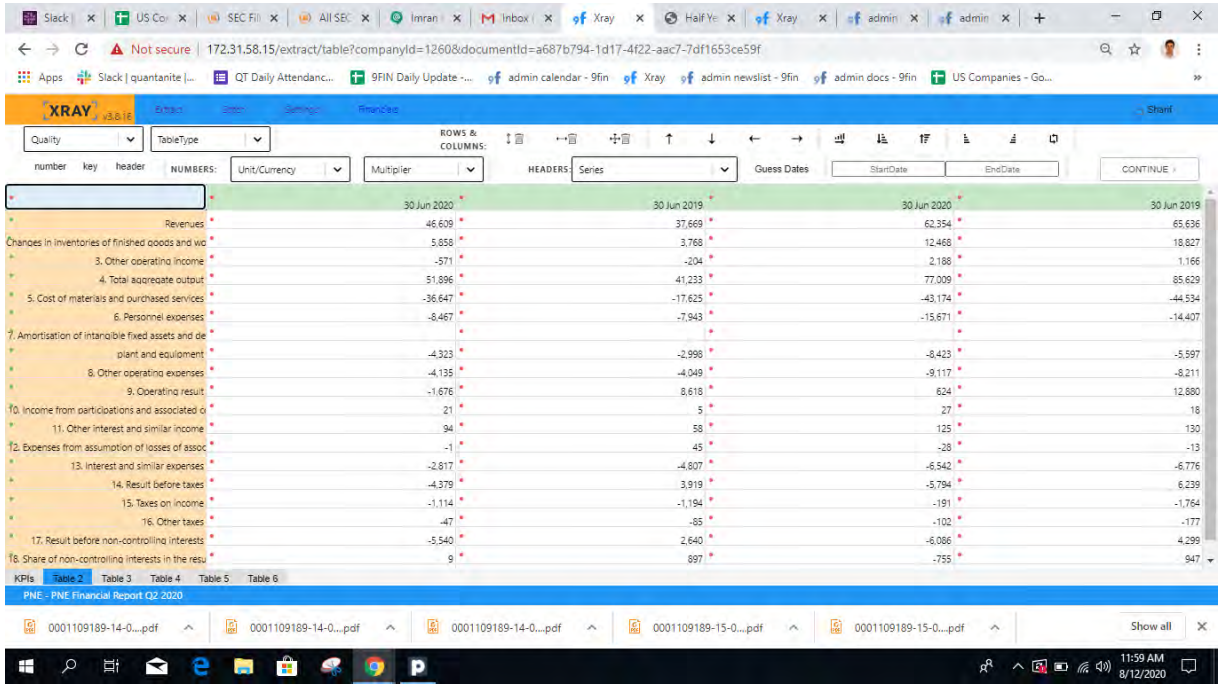 Slack | US Co SEC Fili All SEC Imran Inbox Xray Half Ye Xray admin admin
Not secure | 172.31.58.15/extract/table?companyId=1260&documentId=a687b794-1d17-4f22-aac7-7df1653ce59f
Apps Slack | quantanite |... QT Daily Attendanc... 9FIN Daily Update -... admin calendar - 9fin Xray admin newslist - 9fin admin docs - 9fin US Companies - Go... »
XRAY v3.8.16 Extract Settings Financials Sharif
Quality TableType ROWS & COLUMNS:
number key header NUMBERS: Unit/Currency Multiplier HEADERS: Series Guess Dates StartDate EndDate CONTINUE
30 Jun 2020 30 Jun 2019 30 Jun 2020 30 Jun 2019
Revenues 46,609 37,669 62,354 65,636
Changes in inventories of finished goods and wo 5,858 3,768 12,468 18,827
3. Other operating income -571 -204 2,188 1,166
4. Total aggregate output 51,896 41,233 77,009 85,629
5. Cost of materials and purchased services -36,647 -17,625 -43,174 -44,534
6. Personnel expenses -8,467 -7,943 -15,671 -14,407
7. Amortisation of intangible fixed assets and de
plant and equipment -4,323 -2,998 -8,423 -5,597
8. Other operating expenses -4,135 -4,049 -9,117 -8,211
9. Operating result -1,676 8,618 624 12,880
10. Income from participations and associated c 21 5 27 18
11. Other interest and similar income 94 58 125 130
12. Expenses from assumption of losses of assoc -1 45 -28 -13
13. Interest and similar expenses -2,817 -4,807 -6,542 -6,776
14. Result before taxes -4,379 3,919 -5,794 6,239
15. Taxes on income -1,114 -1,194 -191 -1,764
16. Other taxes -47 -85 -102 -177
17. Result before non-controlling interests -5,540 2,640 -6,086 4,299
18. Share of non-controlling interests in the resu 9 897 -755 947
KPIs Table 2 Table 3 Table 4 Table 5 Table 6
PNE - PNE Financial Report Q2 2020
0001109189-14-0....pdf 0001109189-14-0....pdf 0001109189-14-0....pdf 0001109189-15-0....pdf 0001109189-15-0....pdf Show all
11:59 AM
8/12/2020